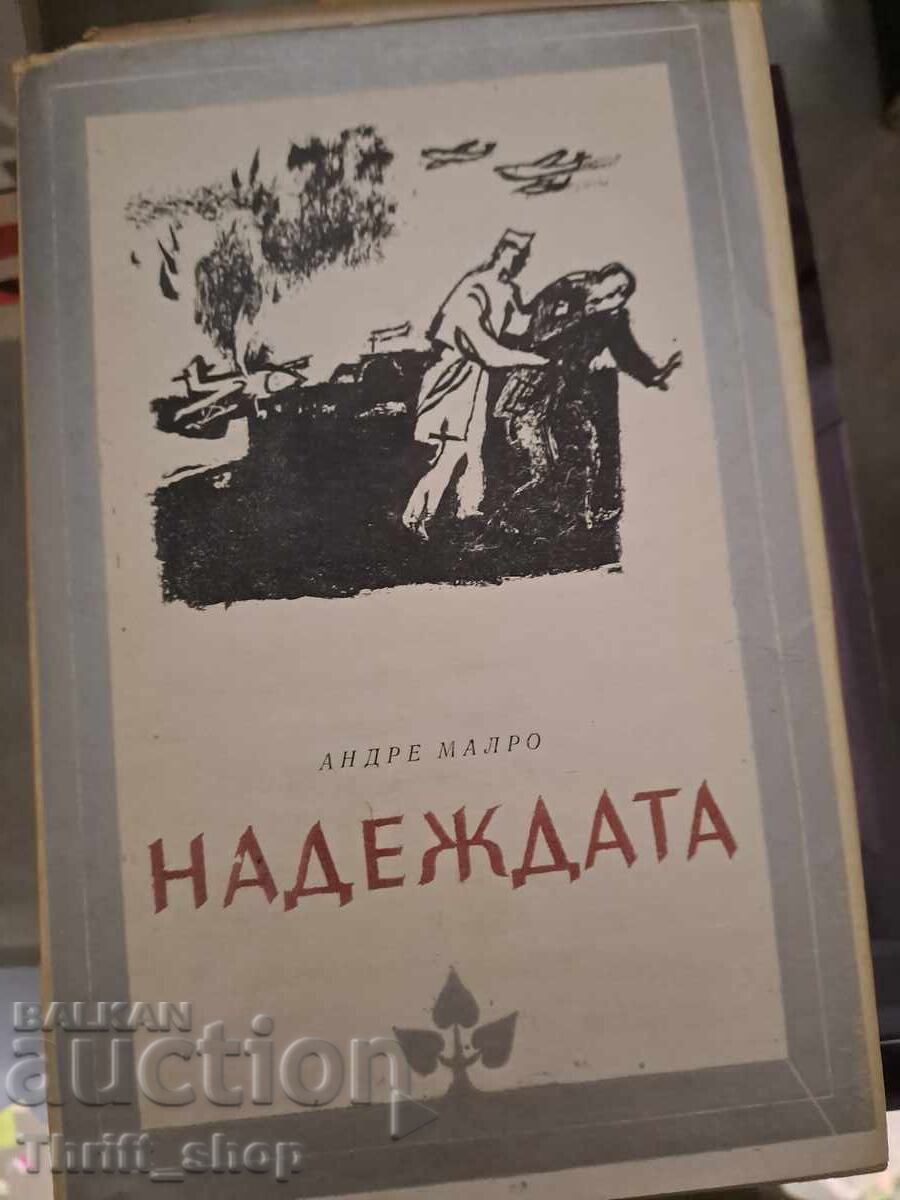 АНДРЕ МАЛРО
НАДЕЖДАТА
BALKAN
auction
Thrift_shop